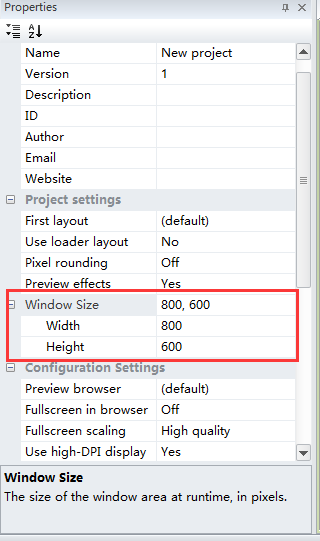 Properties
Name New project
Version 1
Description
ID
Author
Email
Website
Project settings
First layout (default)
Use loader layout No
Pixel rounding Off
Preview effects Yes
Window Size 800, 600
Width 800
Height 600
Configuration Settings
Preview browser (default)
Fullscreen in browser Off
Fullscreen scaling High quality
Use high-DPI display Yes
Window Size
The size of the window area at runtime, in pixels.